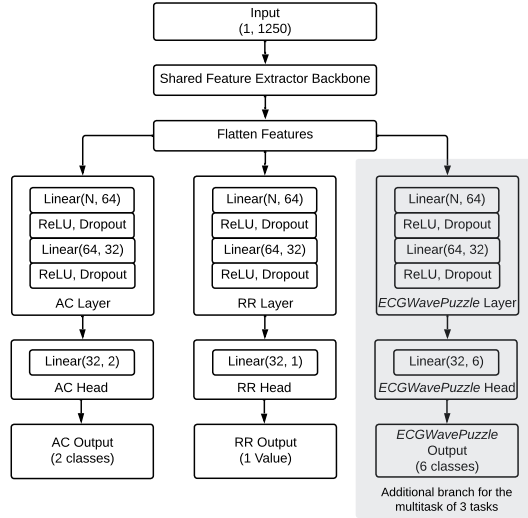 Input
(1, 1250)
Shared Feature Extractor Backbone
Flatten Features
Linear(N, 64)
ReLU, Dropout
Linear(64, 32)
ReLU, Dropout
AC Layer
Linear(32, 2)
AC Head
AC Output
(2 classes)
Linear(N, 64)
ReLU, Dropout
Linear(64, 32)
ReLU, Dropout
RR Layer
Linear(32, 1)
RR Head
RR Output
(1 Value)
Linear(N, 64)
ReLU, Dropout
Linear(64, 32)
ReLU, Dropout
ECGWavePuzzle Layer
Linear(32, 6)
ECGWavePuzzle Head
ECGWavePuzzle
Output
(6 classes)
Additional branch for the
multitask of 3 tasks